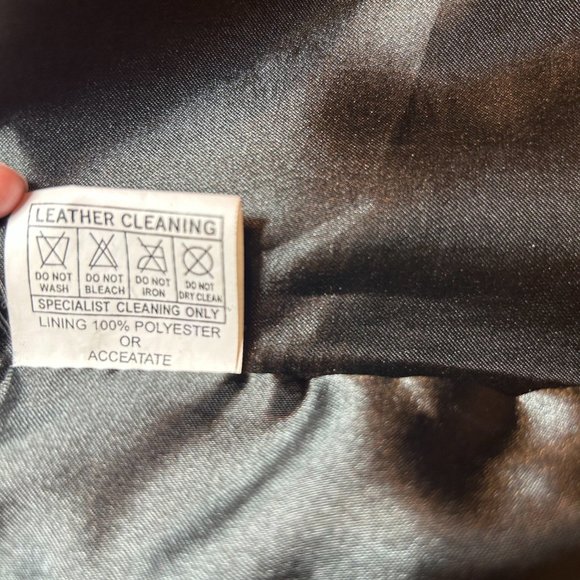 LEATHER CLEANING
DO NOT WASH
DO NOT BLEACH
DO NOT IRON
DO NOT DRY CLEAN
SPECIALIST CLEANING ONLY
LINING 100% POLYESTER
OR
ACCEATATE